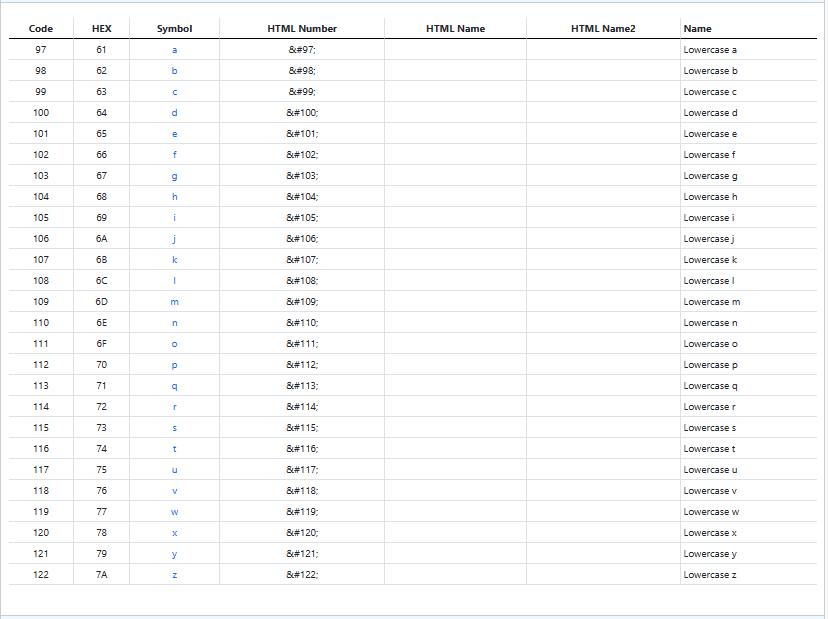 Code HEX Symbol HTML Number HTML Name HTML Name2 Name
97 61 a &#97; Lowercase a
98 62 b &#98; Lowercase b
99 63 c &#99; Lowercase c
100 64 d &#100; Lowercase d
101 65 e &#101; Lowercase e
102 66 f &#102; Lowercase f
103 67 g &#103; Lowercase g
104 68 h &#104; Lowercase h
105 69 i &#105; Lowercase i
106 6A j &#106; Lowercase j
107 6B k &#107; Lowercase k
108 6C l &#108; Lowercase l
109 6D m &#109; Lowercase m
110 6E n &#110; Lowercase n
111 6F o &#111; Lowercase o
112 70 p &#112; Lowercase p
113 71 q &#113; Lowercase q
114 72 r &#114; Lowercase r
115 73 s &#115; Lowercase s
116 74 t &#116; Lowercase t
117 75 u &#117; Lowercase u
118 76 v &#118; Lowercase v
119 77 w &#119; Lowercase w
120 78 x &#120; Lowercase x
121 79 y &#121; Lowercase y
122 7A z &#122; Lowercase z